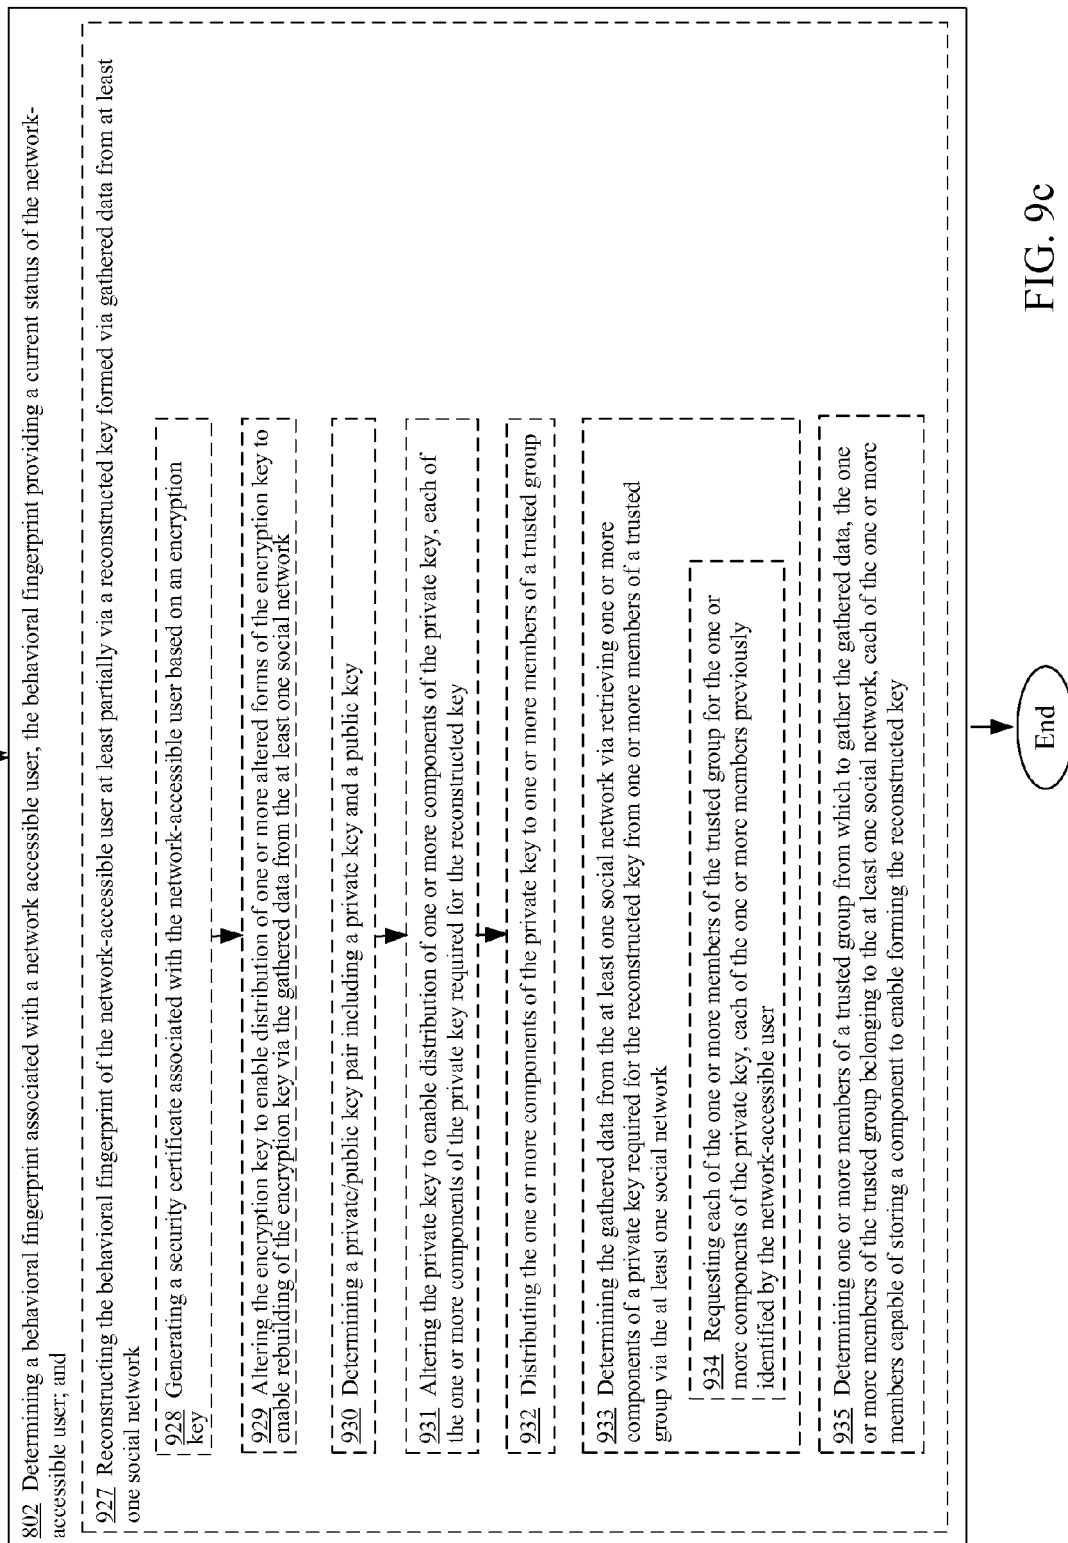 802 Determining a behavioral fingerprint associated with a network accessible user, the behavioral fingerprint providing a current status of the network-
accessible user; and
927 Reconstructing the behavioral fingerprint of the network-accessible user at least partially via a reconstructed key formed via gathered data from at least
one social network
928 Generating a security certificate associated with the network-accessible user based on an encryption
key
929 Altering the encryption key to enable distribution of one or more altered forms of the encryption key to
enable rebuilding of the encryption key via the gathered data from the at least one social network
930 Determining a private/public key pair including a private key and a public key
931 Altering the private key to enable distribution of one or more components of the private key, each of
the one or more components of the private key required for the reconstructed key
932 Distributing the one or more components of the private key to one or more members of a trusted group
933 Determining the gathered data from the at least one social network via retrieving one or more
components of a private key required for the reconstructed key from one or more members of a trusted
group via the at least one social network
934 Requesting each of the one or more members of the trusted group for the one or
more components of the private key, each of the one or more members previously
identified by the network-accessible user
935 Determining one or more members of a trusted group from which to gather the gathered data, the one
or more members of the trusted group belonging to the at least one social network, each of the one or more
members capable of storing a component to enable forming the reconstructed key
End
FIG. 9c